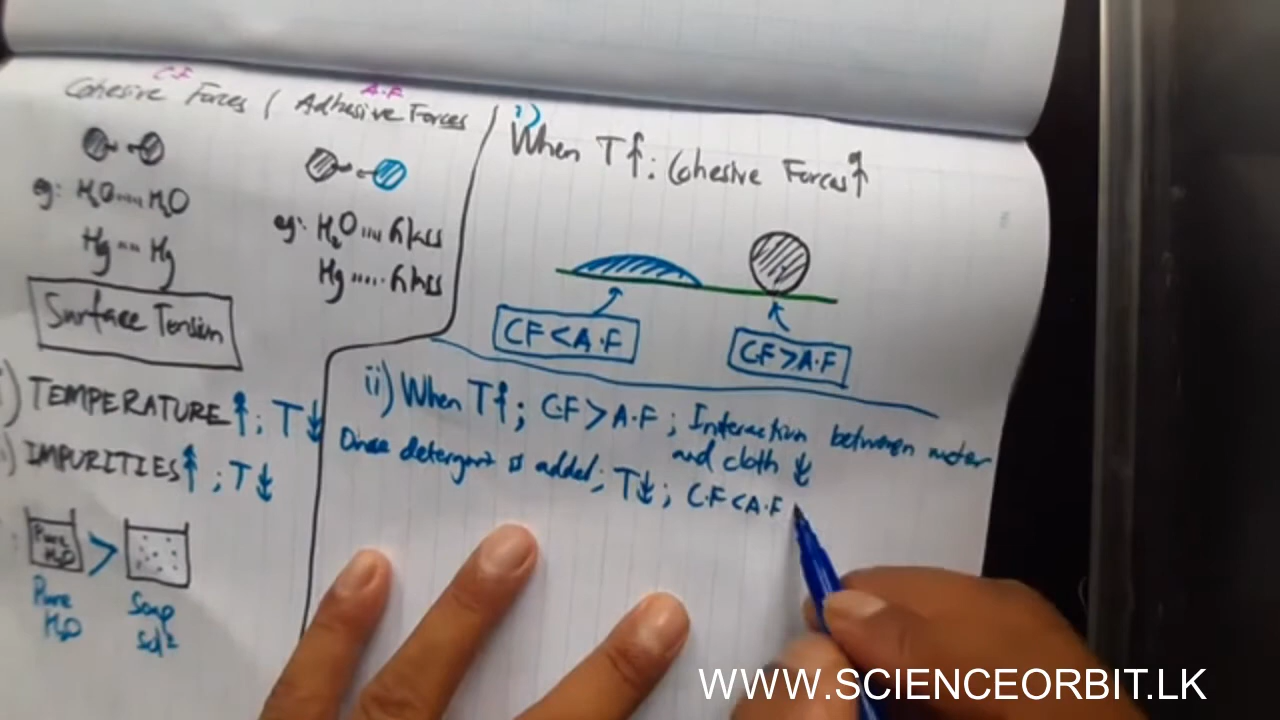 C.F A.F
Cohesive Forces / Adhesive Forces
eg: H2O....H2O
Hg....Hg
eg: H2O....Glass
Hg.....Glass
Surface Tension
i) TEMPERATURE↑; T↓
ii) IMPURITIES↑; T↓
Pure
H2O
>
Pure
H2O
Soap
Sol
i)
When T↑: Cohesive Forces↑
CF<A.F
C.F>A.F
ii) When T↑; C.F>A.F; Interaction between water
and cloth ↓
Once detergent is added; T↓; C.F<A.F
WWW.SCIENCEORBIT.LK